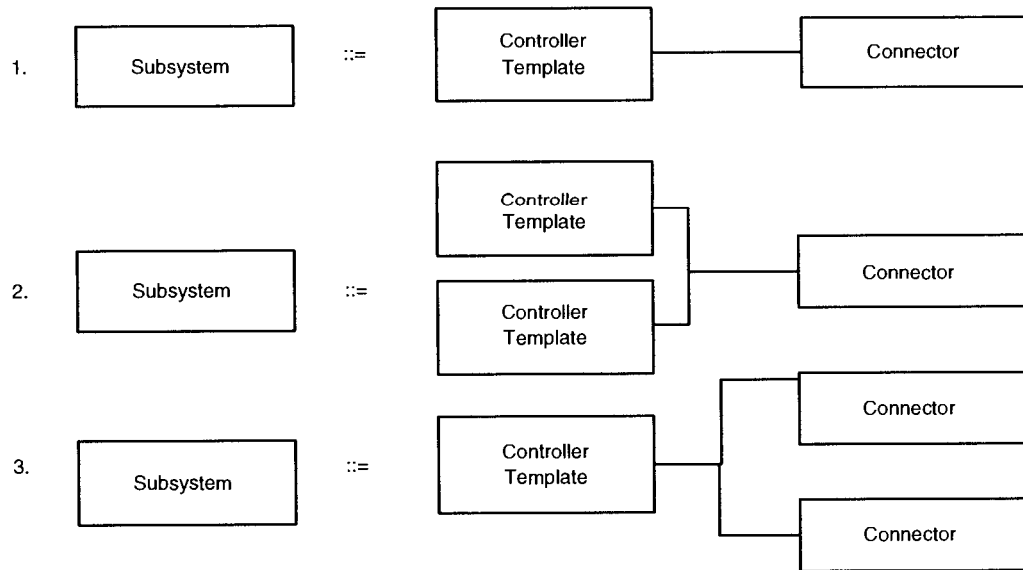 1.
Subsystem
::=
Controller
Template
Connector
2.
Subsystem
::=
Controller
Template
Controller
Template
Connector
3.
Subsystem
::=
Controller
Template
Connector
Connector